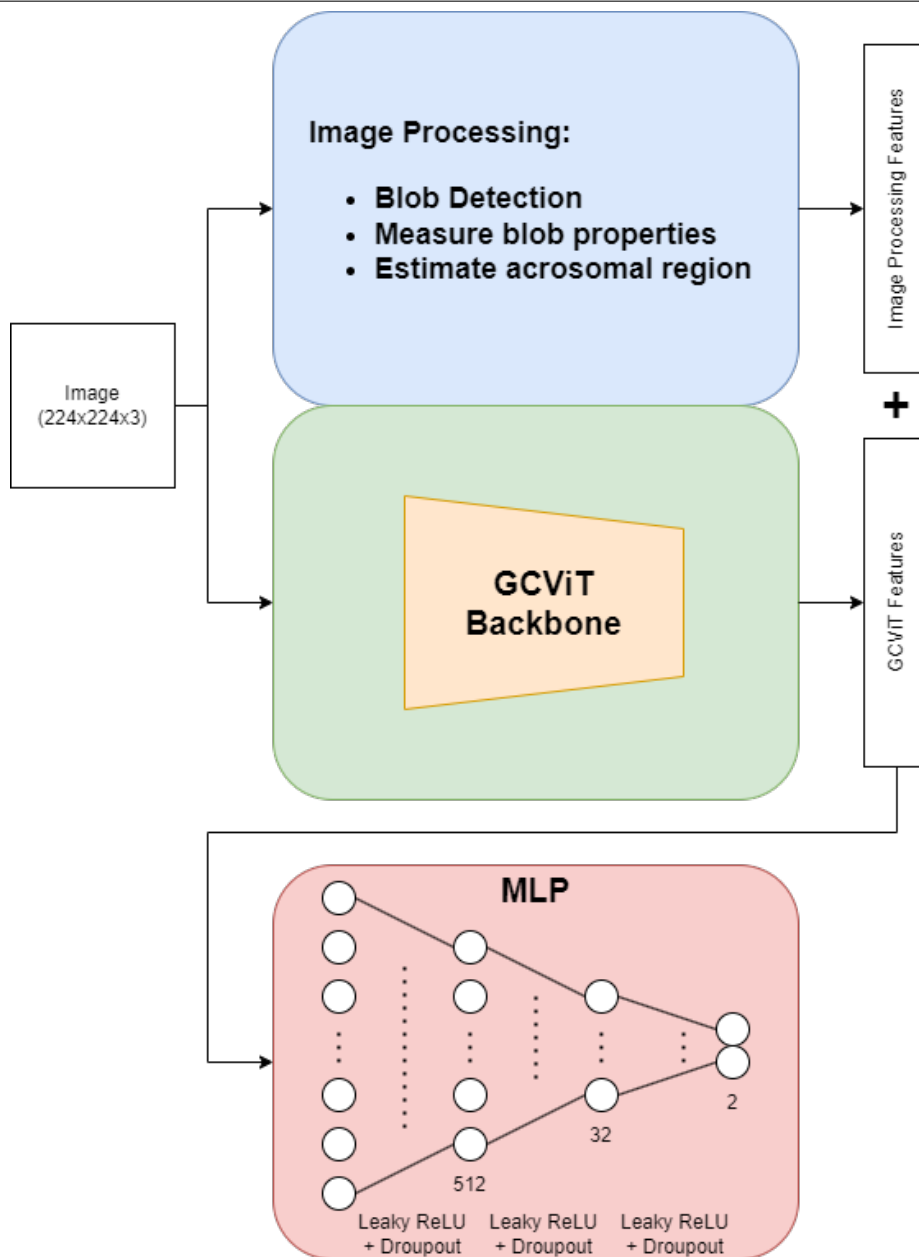 Image Processing:
• Blob Detection
• Measure blob properties
• Estimate acrosomal region
Image Processing Features
Image
(224x224x3)
+
GCViT
Backbone
GCViT Features
MLP
2
32
512
Leaky ReLU
+ Droupout
Leaky ReLU
+ Droupout
Leaky ReLU
+ Droupout